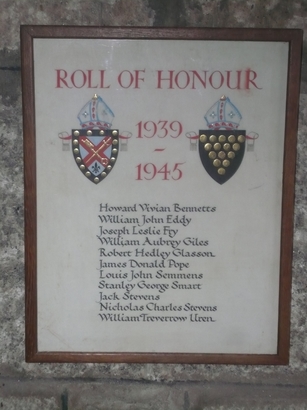 ROLL OF HONOUR
1939
–
1945
Howard Vivian Bennetts
William John Eddy
Joseph Leslie Fry
William Aubrey Giles
Robert Hedley Glasson
James Donald Pope
Louis John Semmens
Stanley George Smart
Jack Stevens
Nicholas Charles Stevens
William Treverrow Uren.